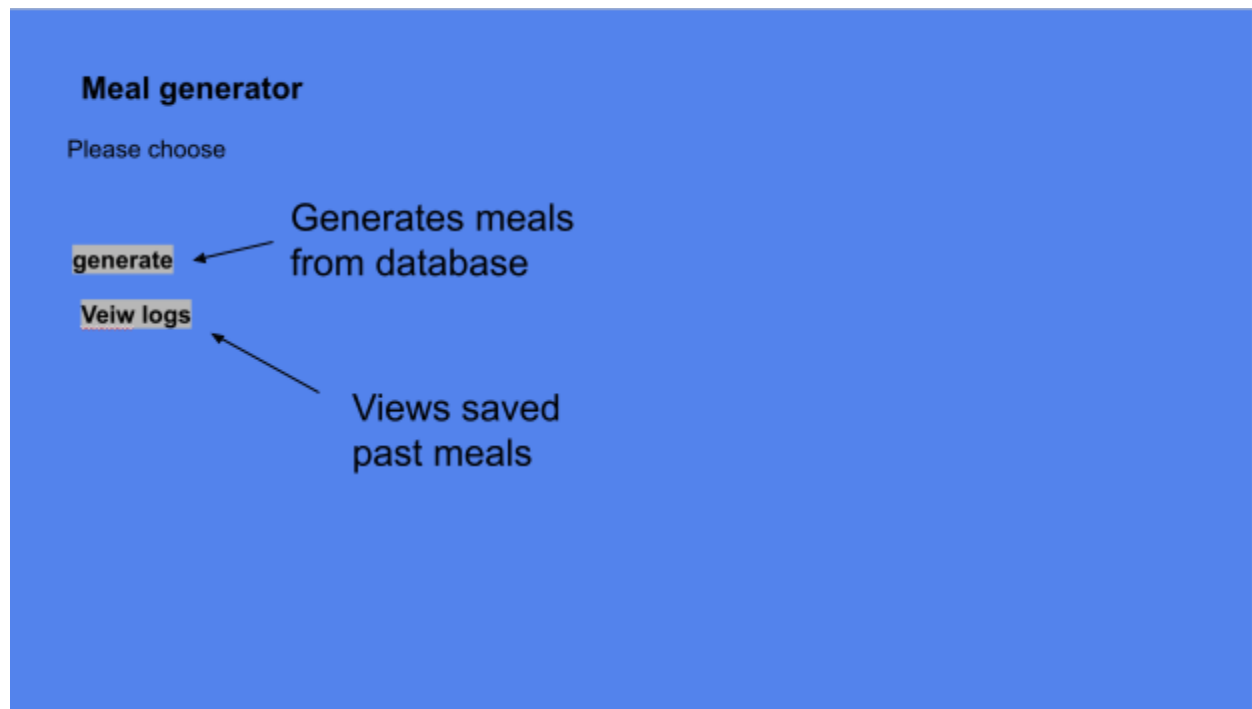 Meal generator
Please choose
Generates meals
from database
generate
Veiw logs
Views saved
past meals